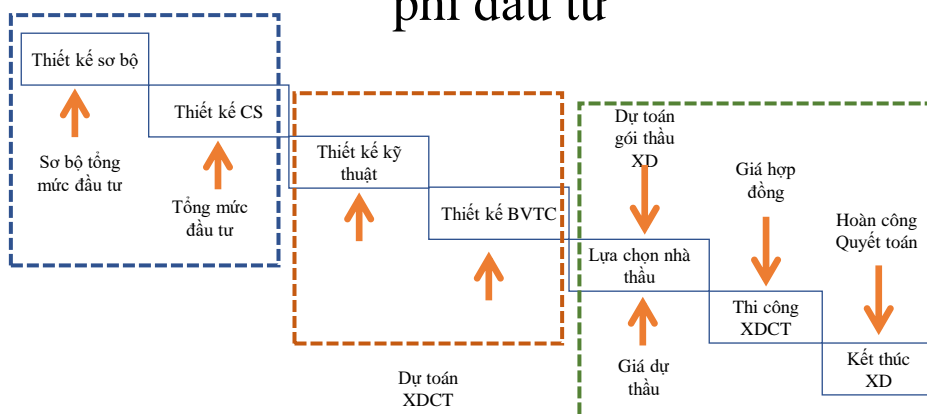 phí đầu tư
Thiết kế sơ bộ
Thiết kế CS
Sơ bộ tổng
mức đầu tư
Tổng mức
đầu tư
Thiết kế kỹ
thuật
Thiết kế BVTC
Dự toán
XDCT
Dự toán
gói thầu
XD
Giá hợp
đồng
Hoàn công
Quyết toán
Lựa chọn nhà
thầu
Thi công
XDCT
Giá dự
thầu
Kết thúc
XD